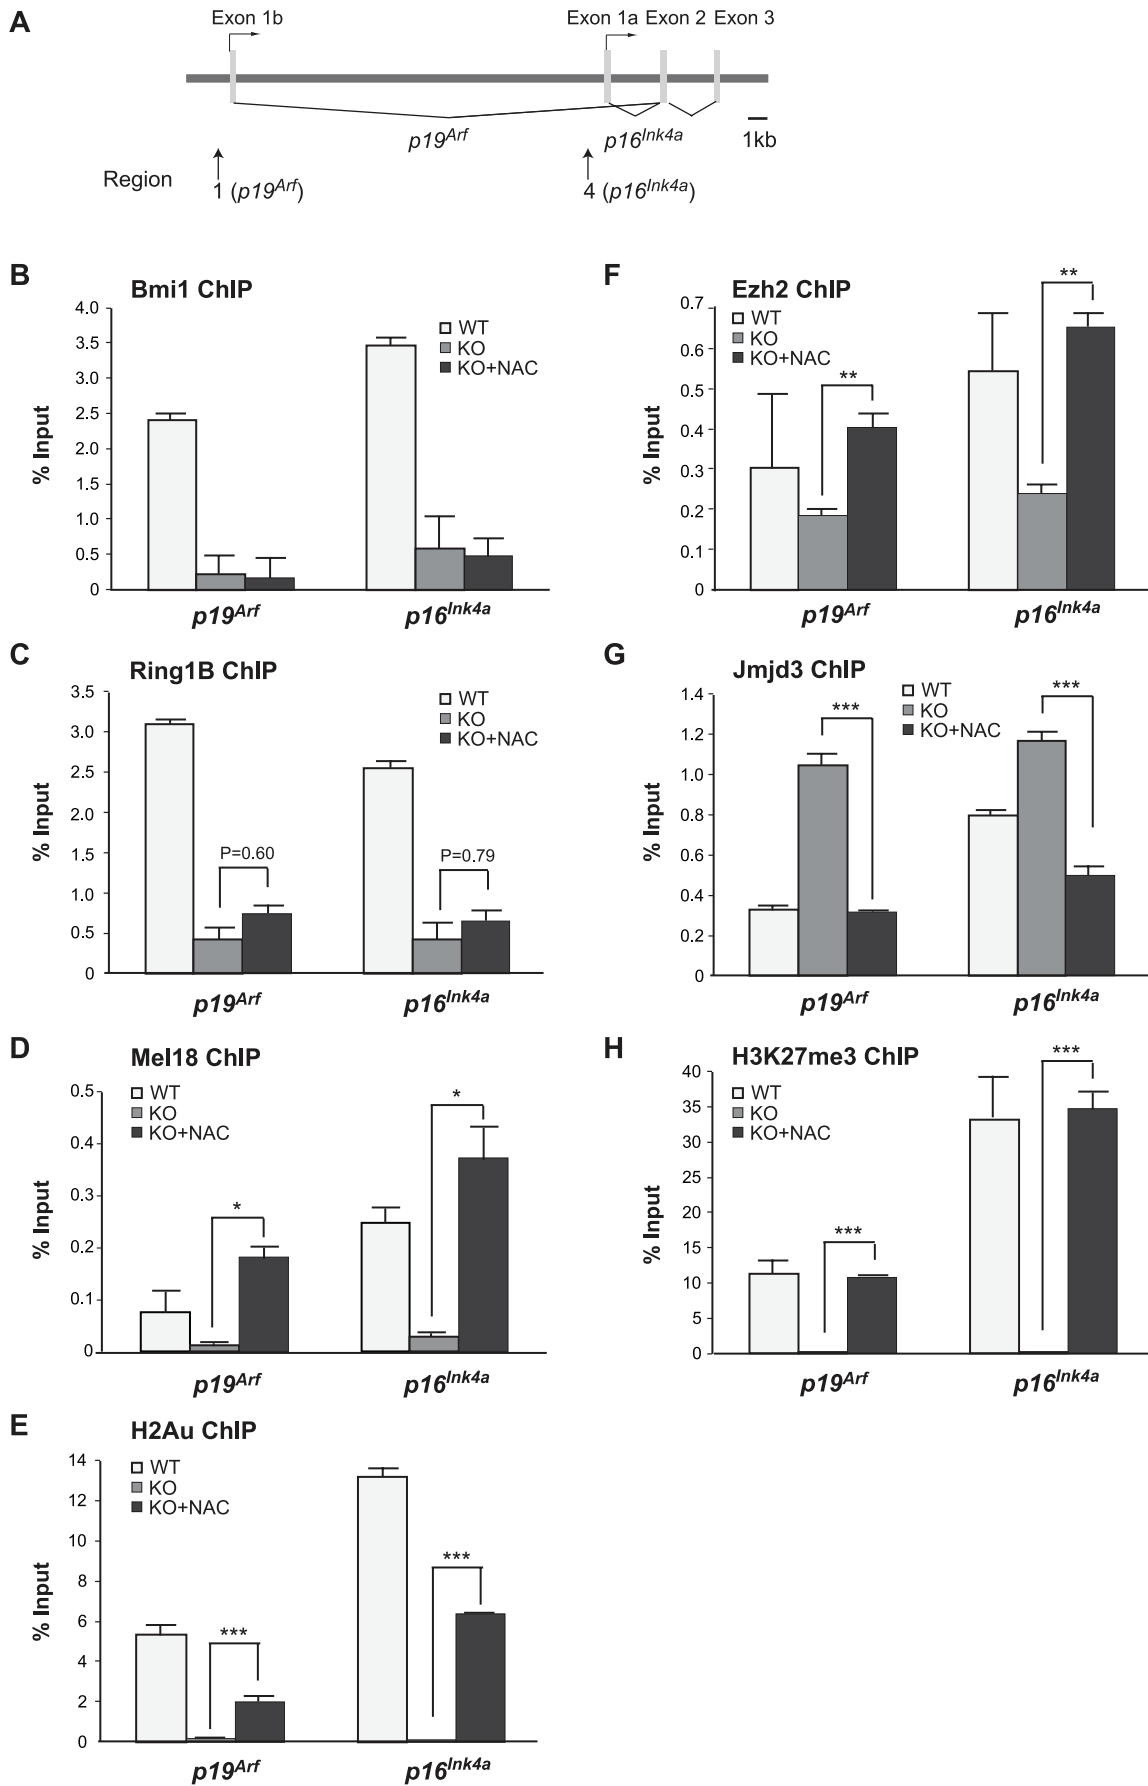 A
Exon 1b
Exon 1a Exon 2 Exon 3
p19Arf
p16Ink4a
1kb
Region
1 (p19Arf)
4 (p16Ink4a)
B
Bmi1 ChIP
WT
KO
KO+NAC
% Input
4.0
3.5
3.0
2.5
2.0
1.5
1.0
0.5
0
p19Arf
p16Ink4a
C
Ring1B ChIP
WT
KO
KO+NAC
% Input
3.5
3.0
2.5
2.0
1.5
1.0
0.5
0
P=0.60
P=0.79
p19Arf
p16Ink4a
D
Mel18 ChIP
WT
KO
KO+NAC
% Input
0.5
0.4
0.3
0.2
0.1
0
*
*
p19Arf
p16Ink4a
E
H2Au ChIP
WT
KO
KO+NAC
% Input
14
12
10
8
6
4
2
0
***
***
p19Arf
p16Ink4a
F
Ezh2 ChIP
WT
KO
KO+NAC
% Input
0.7
0.6
0.5
0.4
0.3
0.2
0.1
0
**
**
p19Arf
p16Ink4a
G
Jmjd3 ChIP
WT
KO
KO+NAC
% Input
1.4
1.2
1.0
0.8
0.6
0.4
0.2
0
***
***
p19Arf
p16Ink4a
H
H3K27me3 ChIP
WT
KO
KO+NAC
% Input
40
35
30
25
20
15
10
5
0
***
***
p19Arf
p16Ink4a